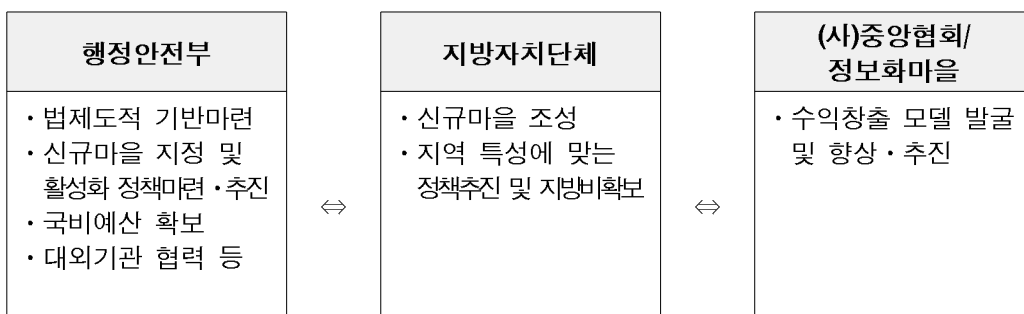 행정안전부
・법제도적 기반마련
・신규마을 지정 및
활성화 정책마련・추진
・국비예산 확보
・대외기관 협력 등
⇔
지방자치단체
・신규마을 조성
・지역 특성에 맞는
정책추진 및 지방비확보
⇔
(사)중앙협회/
정보화마을
・수익창출 모델 발굴
및 향상・추진